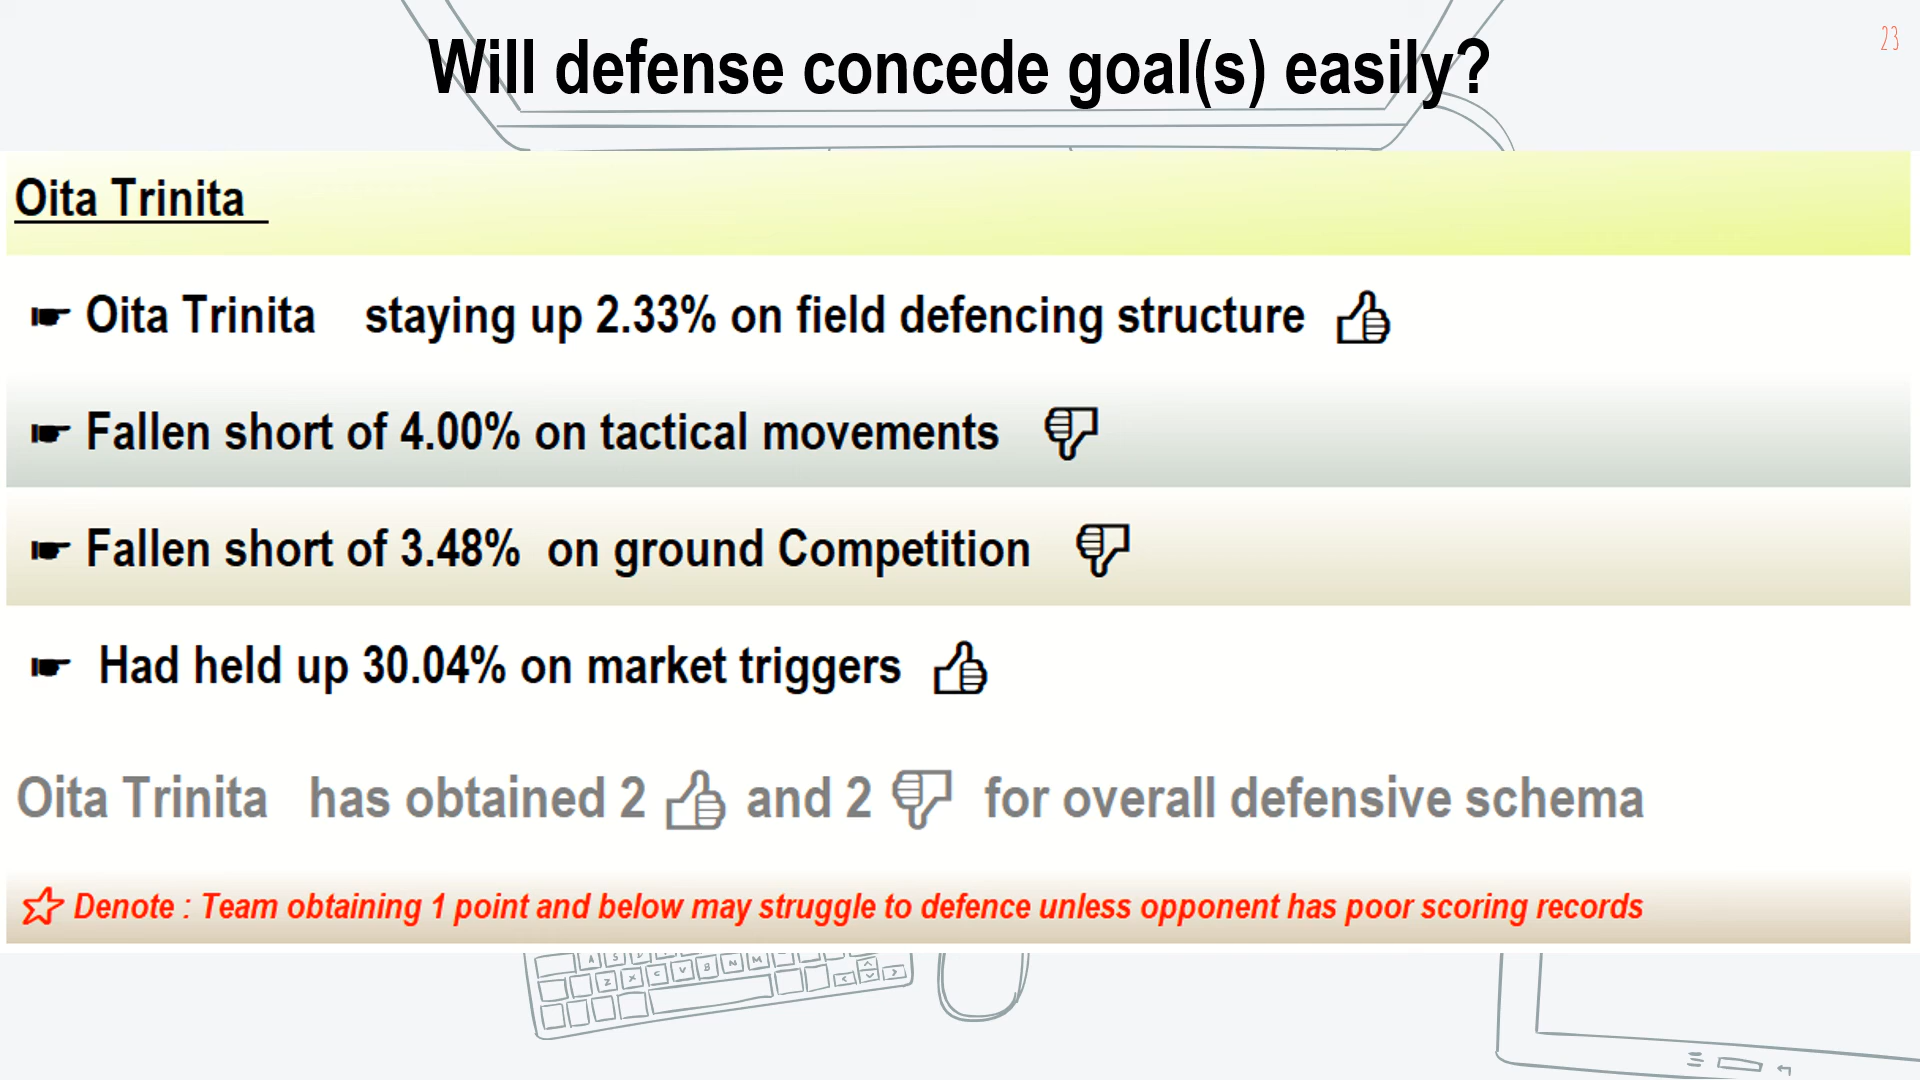 Will defense concede goal(s) easily?
23
Oita Trinita
☛ Oita Trinita staying up 2.33% on field defencing structure 👍
☛ Fallen short of 4.00% on tactical movements 👎
☛ Fallen short of 3.48% on ground Competition 👎
☛ Had held up 30.04% on market triggers 👍
Oita Trinita has obtained 2 👍 and 2 👎 for overall defensive schema
☆ Denote : Team obtaining 1 point and below may struggle to defence unless opponent has poor scoring records